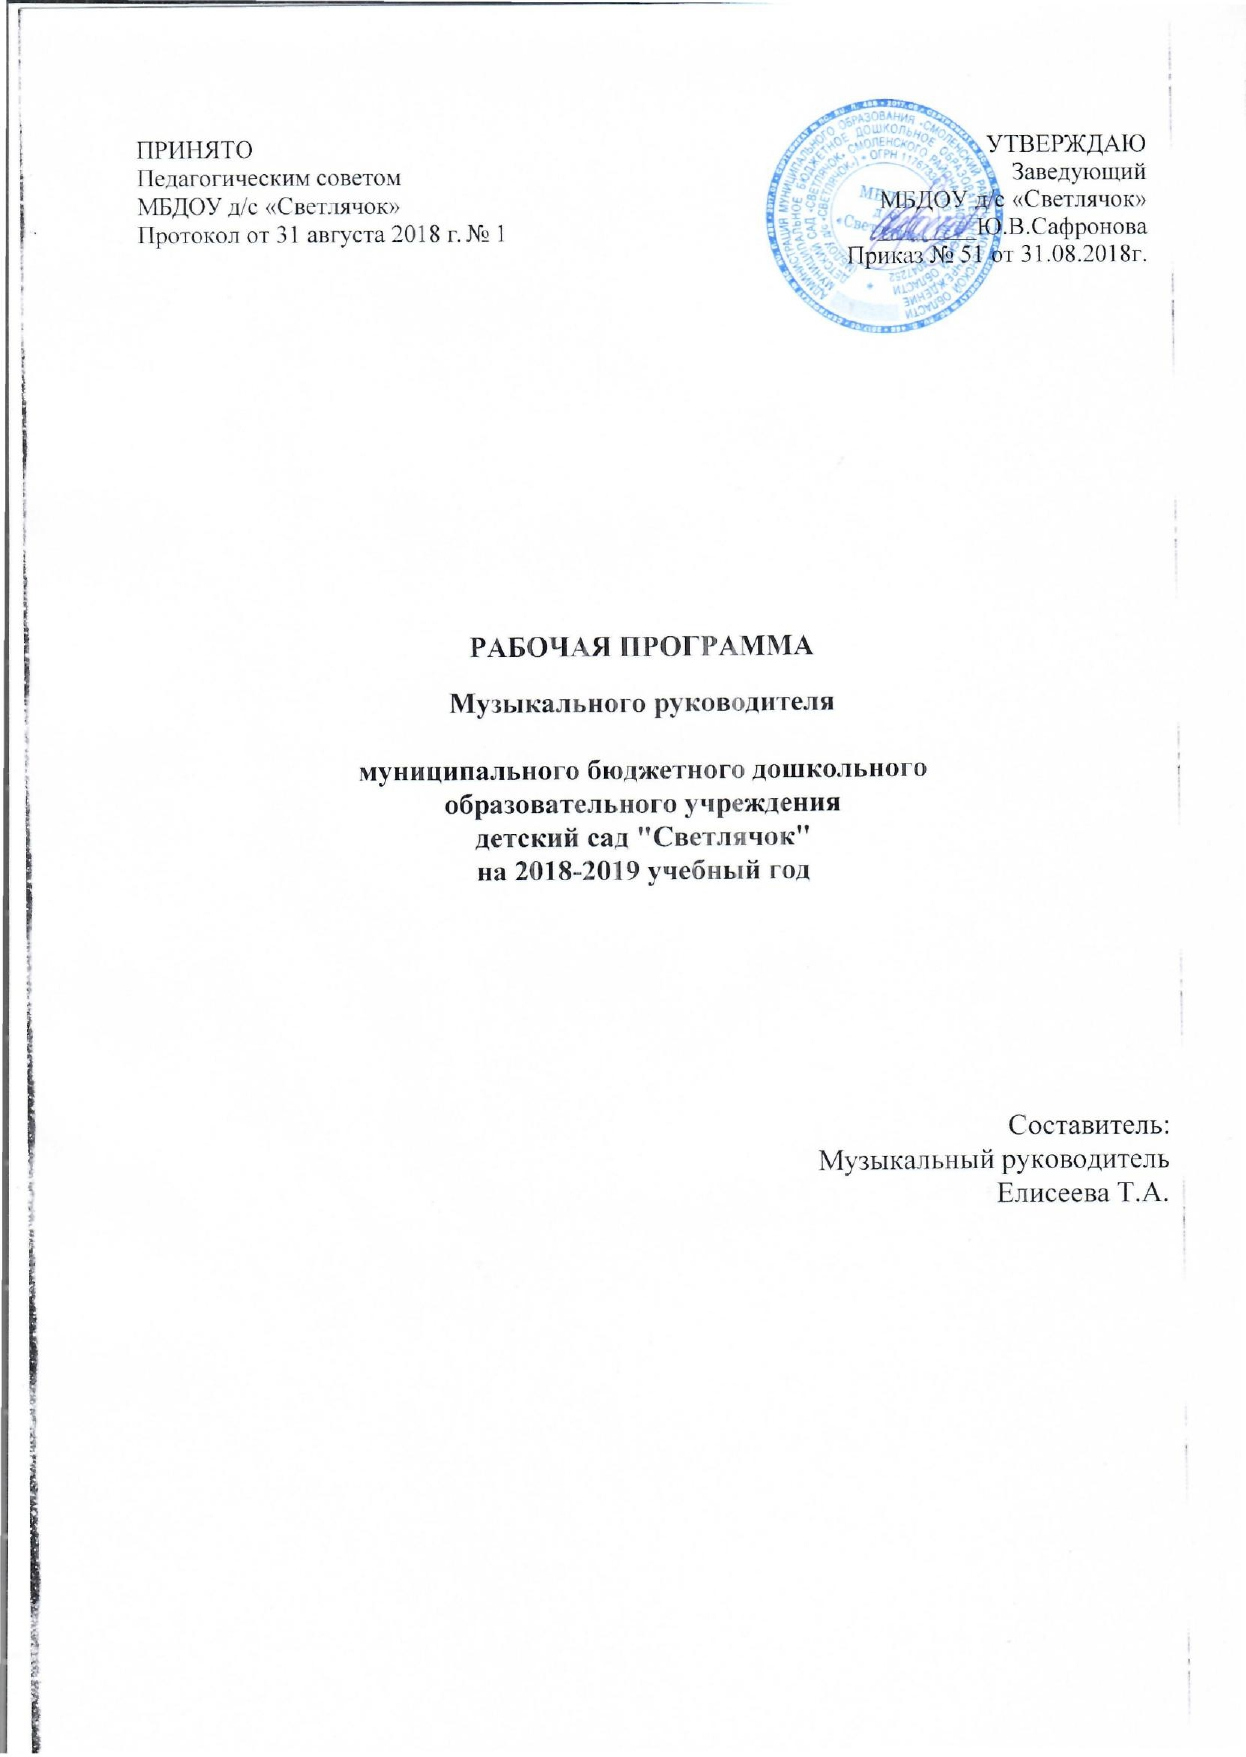 ПРИНЯТО
Педагогическим советом
МБДОУ д/с «Светлячок»
Протокол от 31 августа 2018 г. № 1
УТВЕРЖДАЮ
Заведующий
МБДОУ д/с «Светлячок»
Ю.В.Сафронова
Приказ № 51 от 31.08.2018г.
РАБОЧАЯ ПРОГРАММА
Музыкального руководителя
муниципального бюджетного дошкольного
образовательного учреждения
детский сад "Светлячок"
на 2018-2019 учебный год
Составитель:
Музыкальный руководитель
Елисеева Т.А.